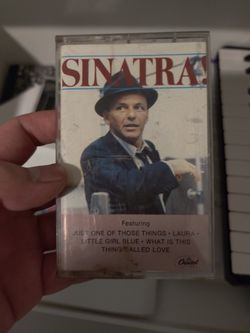 SINATRA!
Featuring
JUST ONE OF THOSE THINGS • LAURA •
LITTLE GIRL BLUE • WHAT IS THIS
THING CALLED LOVE
Capitol